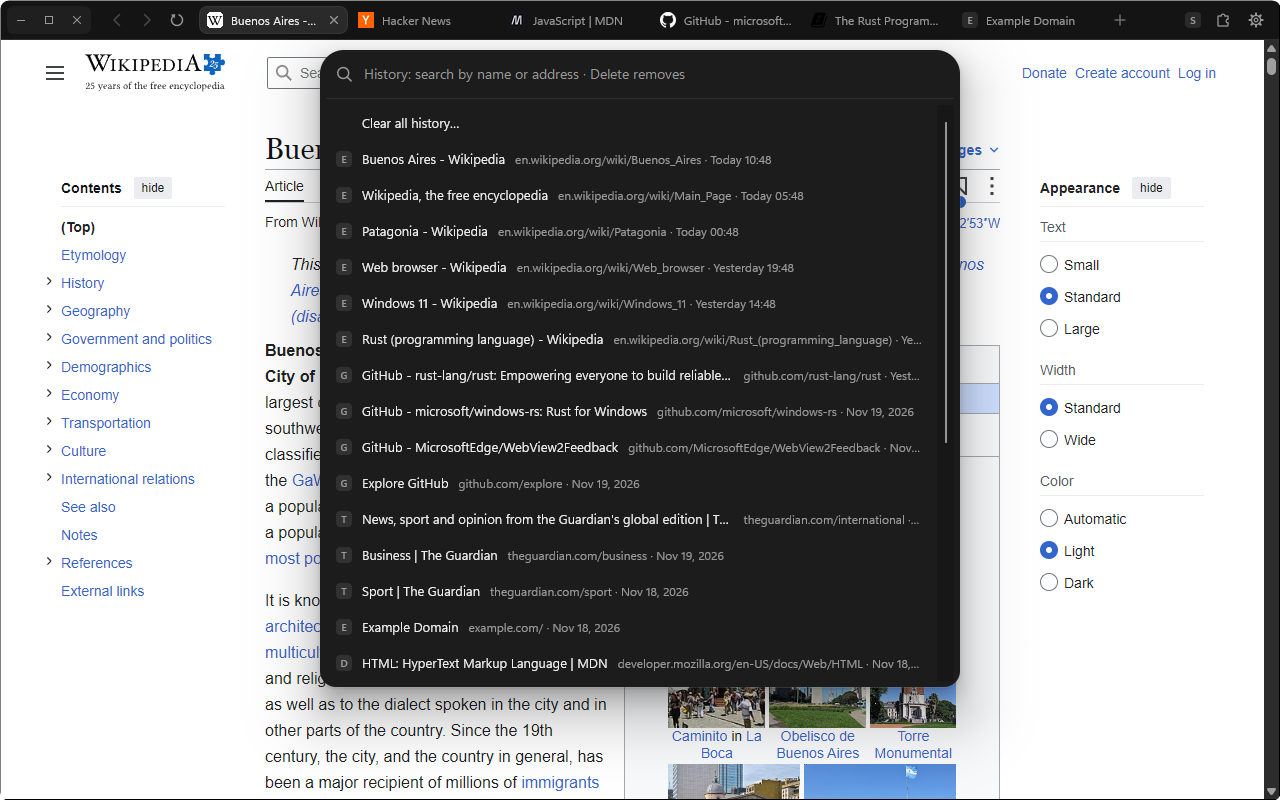 Buenos Aires -...
Hacker News
JavaScript | MDN
GitHub - microsoft...
The Rust Program...
E Example Domain
S
WIKIPEDIA 25
25 years of the free encyclopedia
Donate Create account Log in
History: search by name or address · Delete removes
Clear all history...
E Buenos Aires - Wikipedia en.wikipedia.org/wiki/Buenos_Aires · Today 10:48
E Wikipedia, the free encyclopedia en.wikipedia.org/wiki/Main_Page · Today 05:48
E Patagonia - Wikipedia en.wikipedia.org/wiki/Patagonia · Today 00:48
E Web browser - Wikipedia en.wikipedia.org/wiki/Web_browser · Yesterday 19:48
E Windows 11 - Wikipedia en.wikipedia.org/wiki/Windows_11 · Yesterday 14:48
E Rust (programming language) - Wikipedia en.wikipedia.org/wiki/Rust_(programming_language) · Ye...
G GitHub - rust-lang/rust: Empowering everyone to build reliable... github.com/rust-lang/rust · Yest...
G GitHub - microsoft/windows-rs: Rust for Windows github.com/microsoft/windows-rs · Nov 19, 2026
G GitHub - MicrosoftEdge/WebView2Feedback github.com/MicrosoftEdge/WebView2Feedback · Nov...
G Explore GitHub github.com/explore · Nov 19, 2026
T News, sport and opinion from the Guardian's global edition | T... theguardian.com/international ·...
T Business | The Guardian theguardian.com/business · Nov 19, 2026
T Sport | The Guardian theguardian.com/sport · Nov 18, 2026
E Example Domain example.com/ · Nov 18, 2026
D HTML: HyperText Markup Language | MDN developer.mozilla.org/en-US/docs/Web/HTML · Nov 18,...
Contents hide
(Top)
Etymology
History
Geography
Government and politics
Demographics
Economy
Transportation
Culture
International relations
See also
Notes
References
External links
Article
This
Buenos
City of
largest
the
a
a
most
It is
and
as well as to the dialect spoken in the city and in
other parts of the country. Since the 19th
century, the city, and the country in general, has
been a major recipient of millions of immigrants
2'53"W
Caminito in La
Boca
Obelisco de
Buenos Aires
Torre
Monumental
Appearance hide
Text
Small
Standard
Large
Width
Standard
Wide
Color
Automatic
Light
Dark